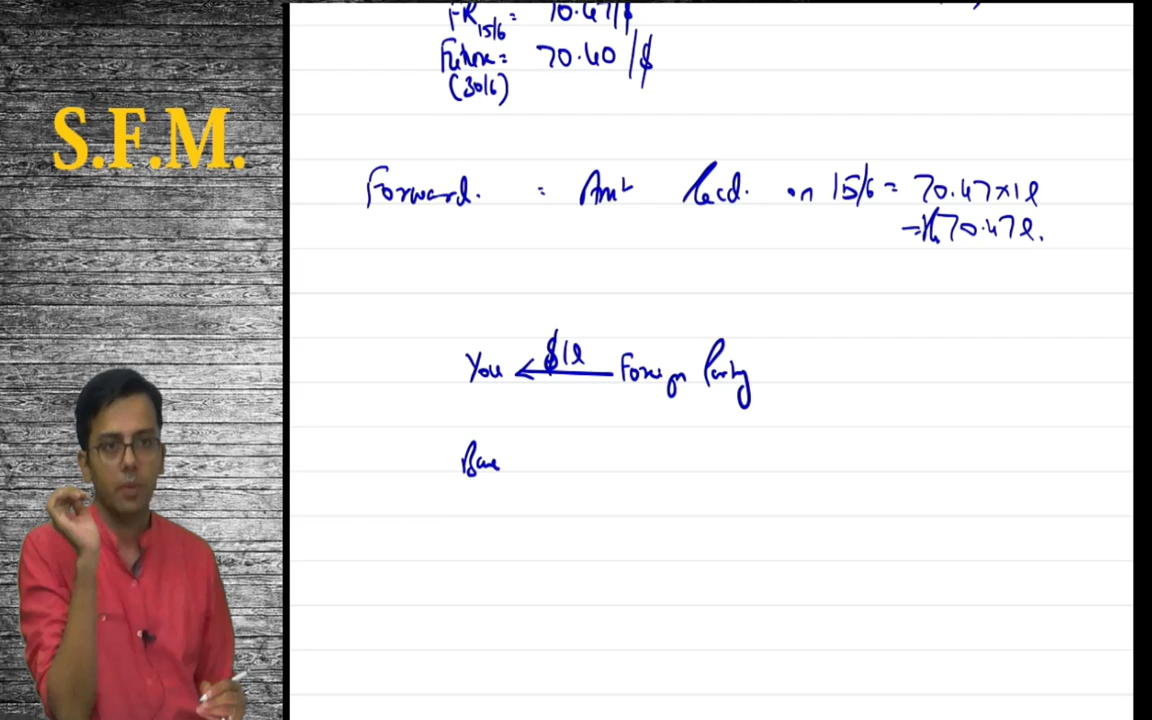 S.F.M.
FR15/6 = 70.47/$
Future = 70.40/$
(30/6)
Forward. = Amt Recd. on 15/6 = 70.47×1l
=Rs70.47l.
You $1l Foreign Party